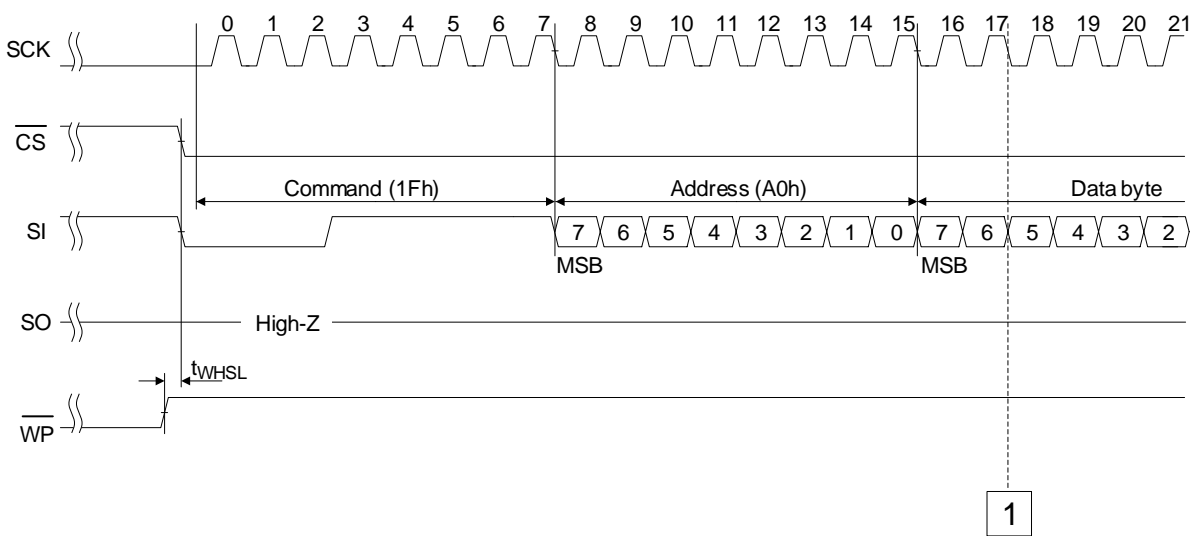 0 1 2 3 4 5 6 7 8 9 10 11 12 13 14 15 16 17 18 19 20 21
SCK
CS
Command (1Fh) Address (A0h) Data byte
SI 7 6 5 4 3 2 1 0 7 6 5 4 3 2
MSB MSB
SO High-Z
tWHSL
WP
1